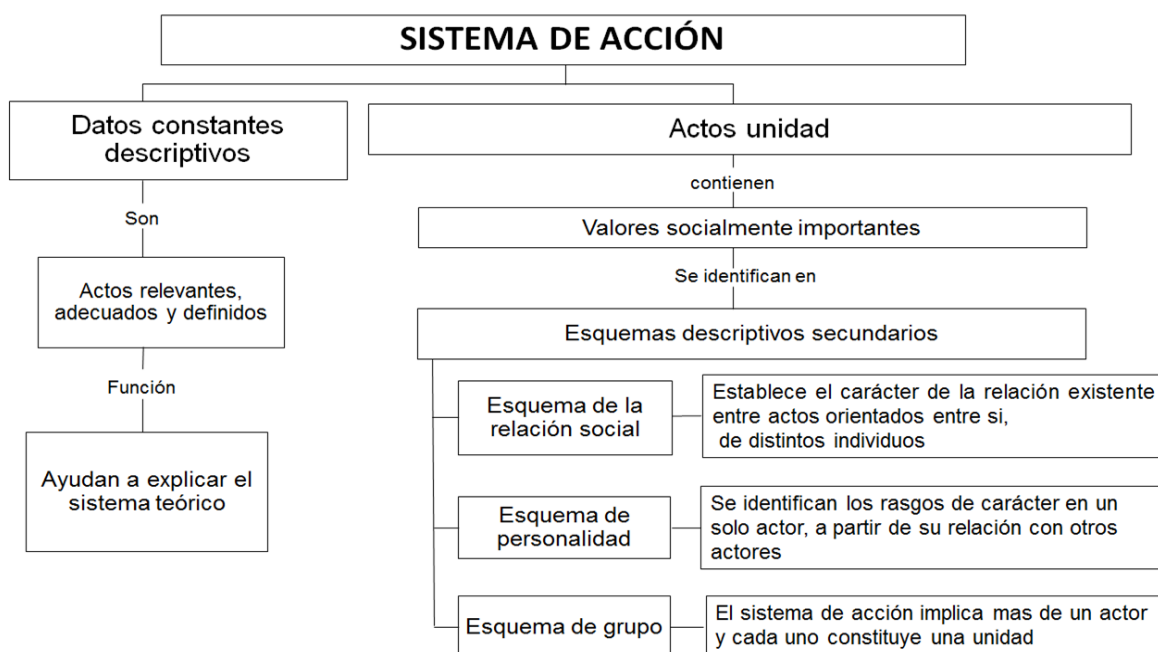 SISTEMA DE ACCIÓN
Datos constantes
descriptivos
Son
Actos relevantes,
adecuados y definidos
Función
Ayudan a explicar el
sistema teórico
Actos unidad
contienen
Valores socialmente importantes
Se identifican en
Esquemas descriptivos secundarios
Esquema de la
relación social
Establece el carácter de la relación existente
entre actos orientados entre si,
de distintos individuos
Esquema de
personalidad
Se identifican los rasgos de carácter en un
solo actor, a partir de su relación con otros
actores
Esquema de grupo
El sistema de acción implica mas de un actor
y cada uno constituye una unidad